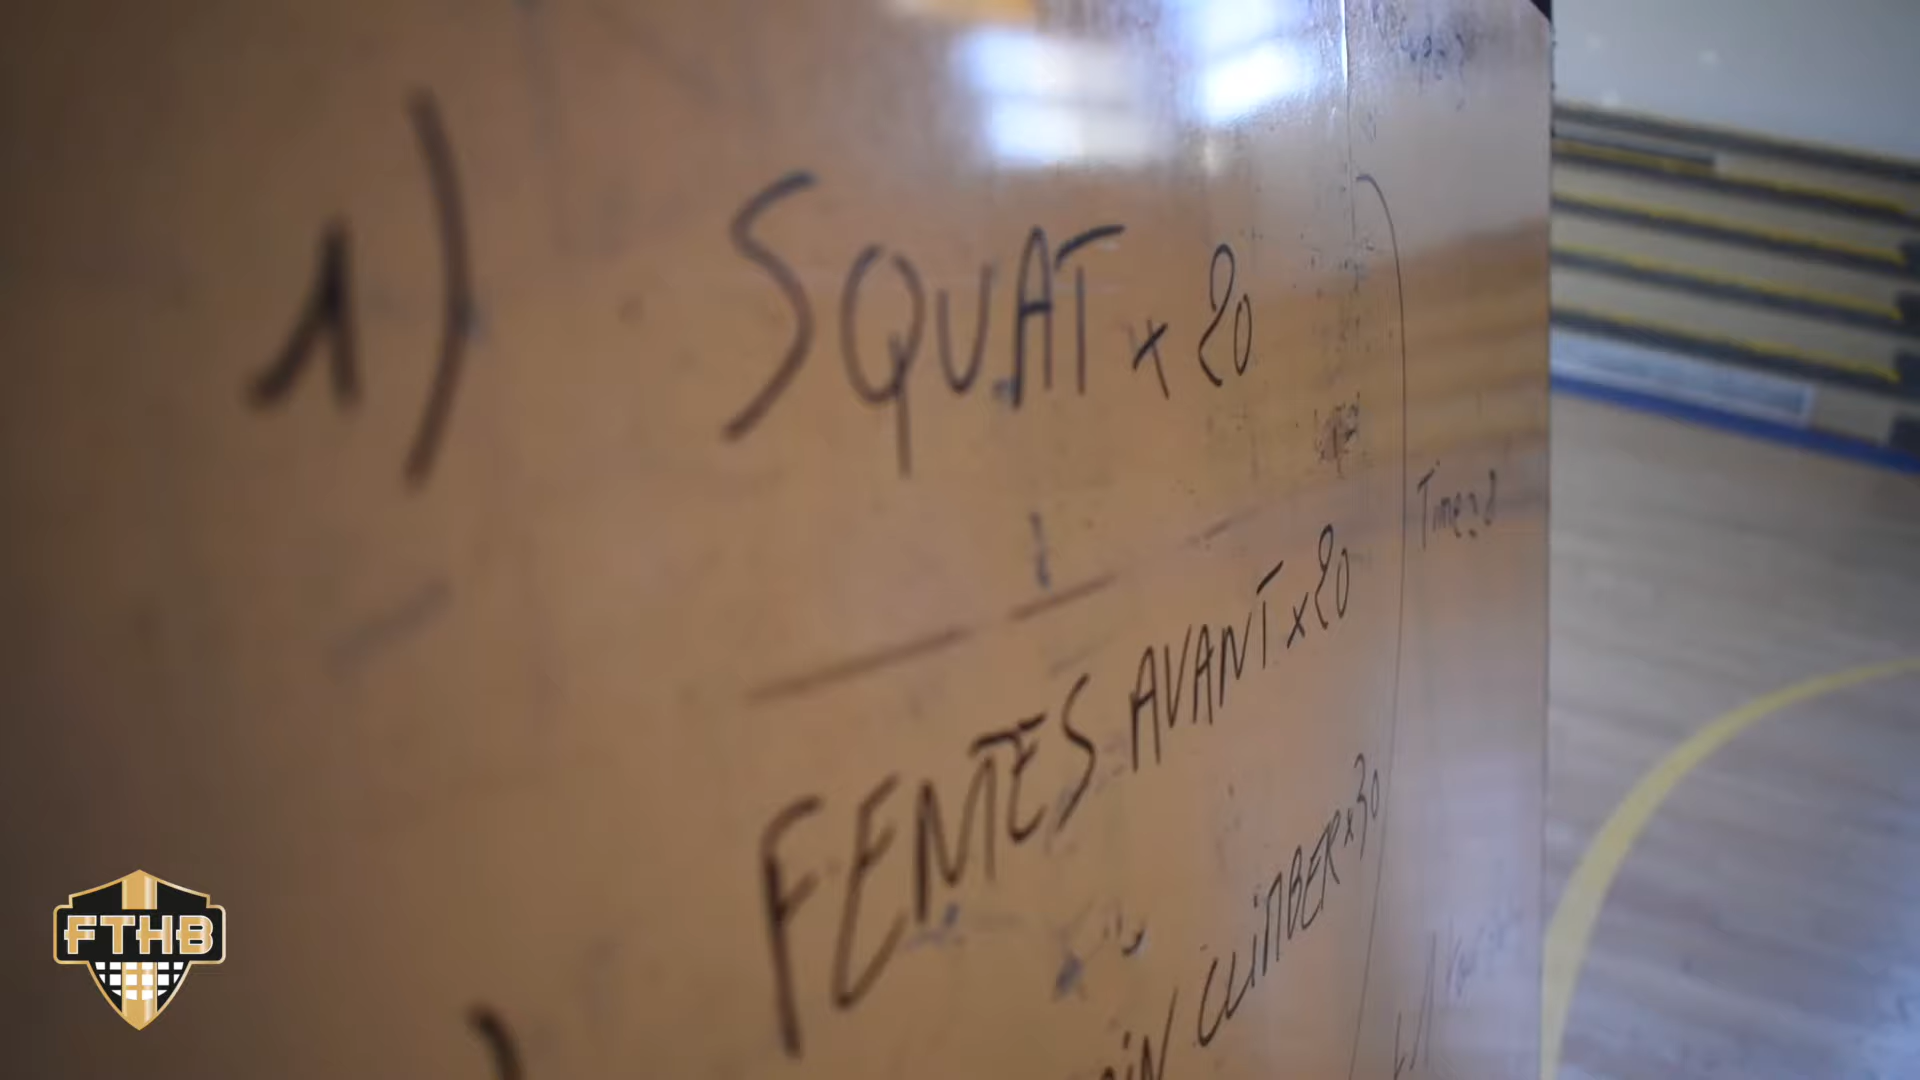 1) SQUAT x 20
FENTES AVANT x 20
CLIMBER x 30
FTHB